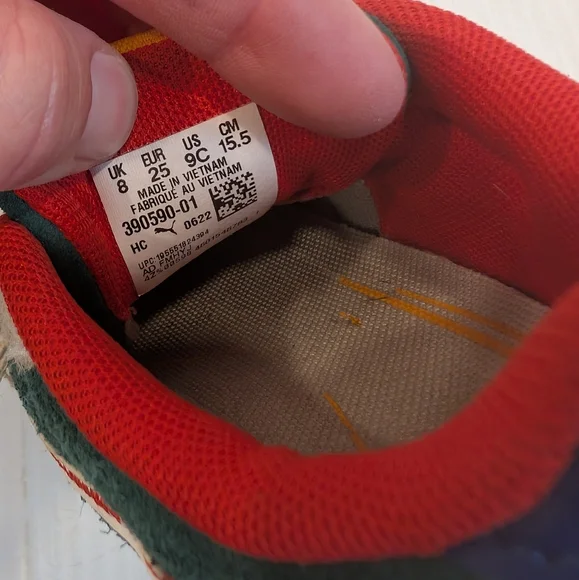 UK EUR US CM
8 25 9C 15.5
MADE IN VIETNAM
FABRIQUÉ AU VIETNAM
390590-01
HC 0622